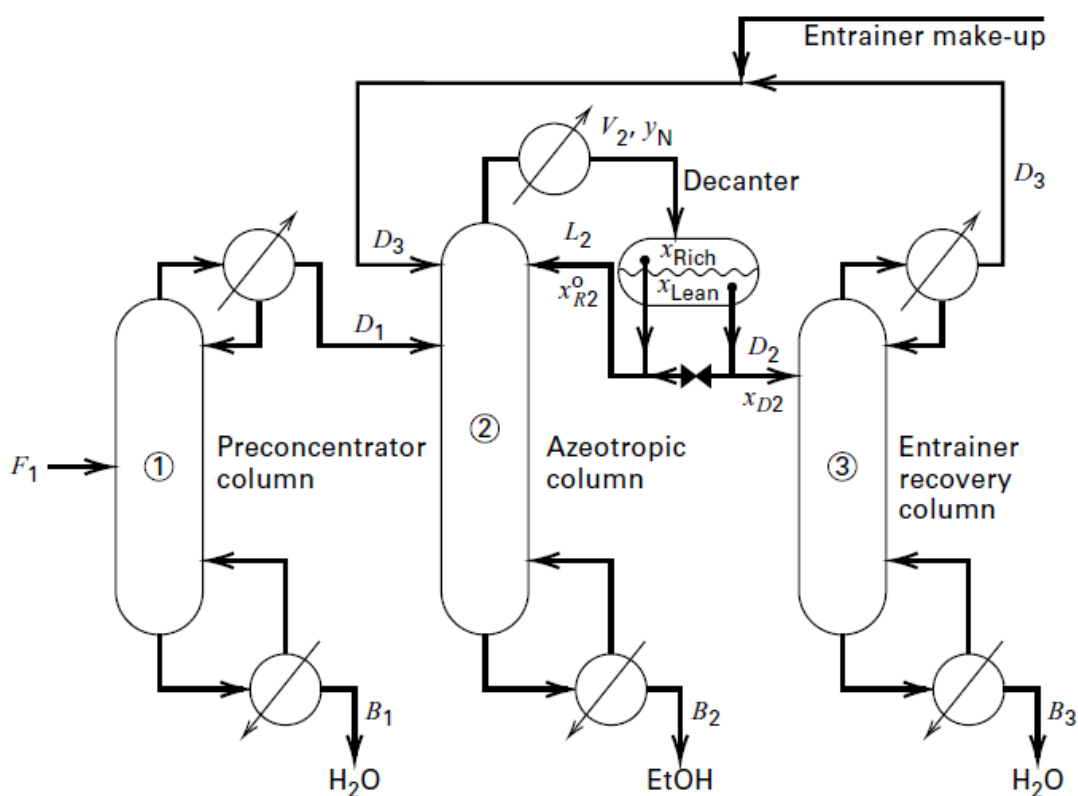 Entrainer make-up
V2, yN
Decanter
D3
D3
L2
xRich
xLean
x°R2
D1
D2
xD2
F1
1
Preconcentrator
column
2
Azeotropic
column
3
Entrainer
recovery
column
B1
B2
B3
H2O
EtOH
H2O